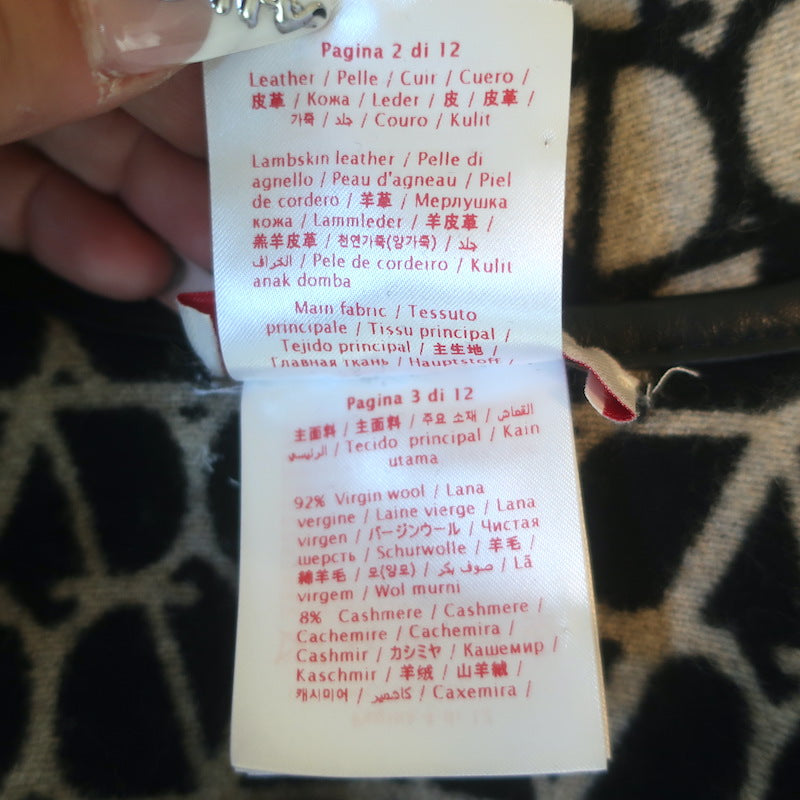 Pagina 2 di 12
Leather / Pelle / Cuir / Cuero /
皮革 / Кожа / Leder / 皮 / 皮革 /
가죽 / جلد / Couro / Kulit
Lambskin leather / Pelle di
agnello / Peau d'agneau / Piel
de cordero / 羊革 / Мерлушка
кожа / Lammleder / 羊皮革 /
羔羊皮革 / 천연가죽(양가죽) / جلد
الخراف / Pele de cordeiro / Kulit
anak domba
Main fabric / Tessuto
principale / Tissu principal /
Tejido principal / 主生地 /
Главная ткань / Hauptstoff /
Pagina 3 di 12
主面料 / 主面料 / 주요 소재 / القماش
الرئيسي / Tecido principal / Kain
utama
92% Virgin wool / Lana
vergine / Laine vierge / Lana
virgen / バージンウール / Чистая
шерсть / Schurwolle / 羊毛 /
綿羊毛 / 모(양모) / صوف بكر / Lã
virgem / Wol murni
8% Cashmere / Cashmere /
Cachemire / Cachemira /
Cashmir / カシミヤ / Кашемир /
Kaschmir / 羊绒 / 山羊絨 /
캐시미어 / كاشمير / Caxemira /